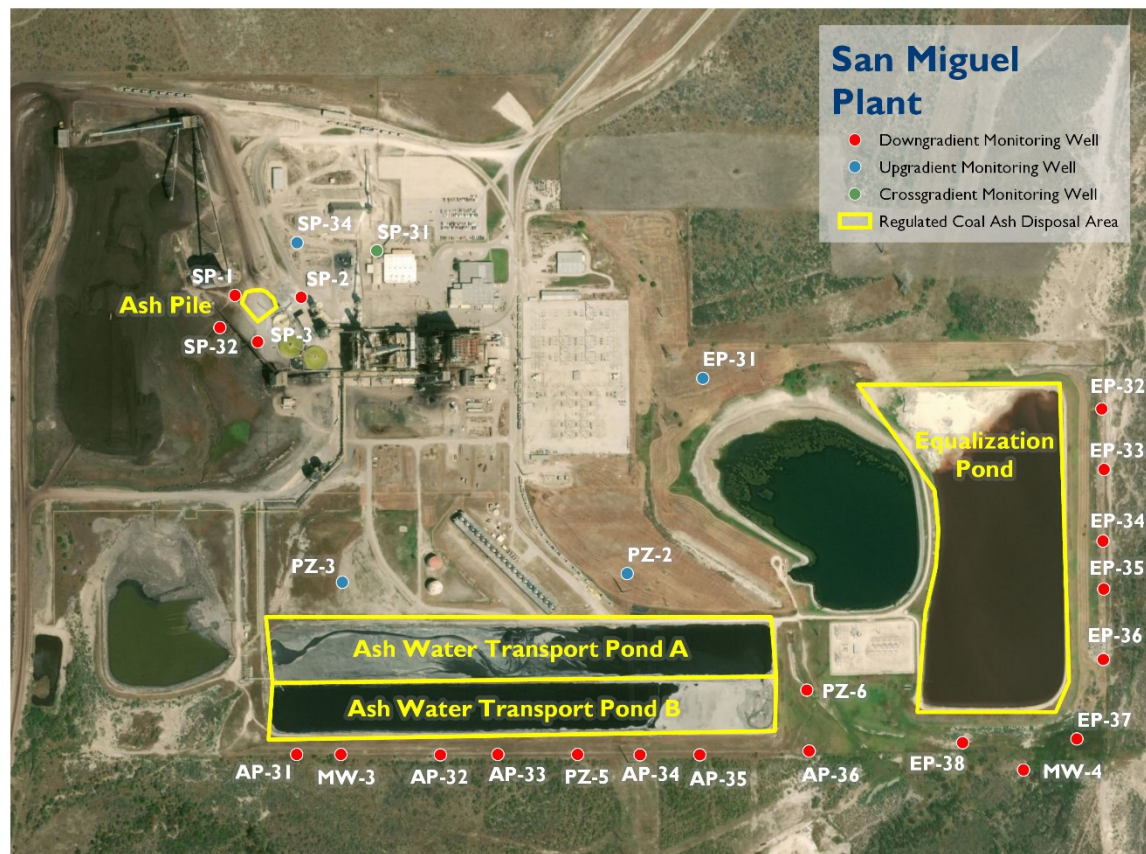 San Miguel
Plant
Downgradient Monitoring Well
Upgradient Monitoring Well
Crossgradient Monitoring Well
Regulated Coal Ash Disposal Area
SP-34
SP-31
SP-1
SP-2
Ash Pile
SP-32
SP-3
EP-31
EP-32
Equalization
Pond
EP-33
EP-34
EP-35
PZ-3
PZ-2
EP-36
Ash Water Transport Pond A
PZ-6
Ash Water Transport Pond B
EP-37
AP-31
MW-3
AP-32
AP-33
PZ-5
AP-34
AP-35
AP-36
EP-38
MW-4